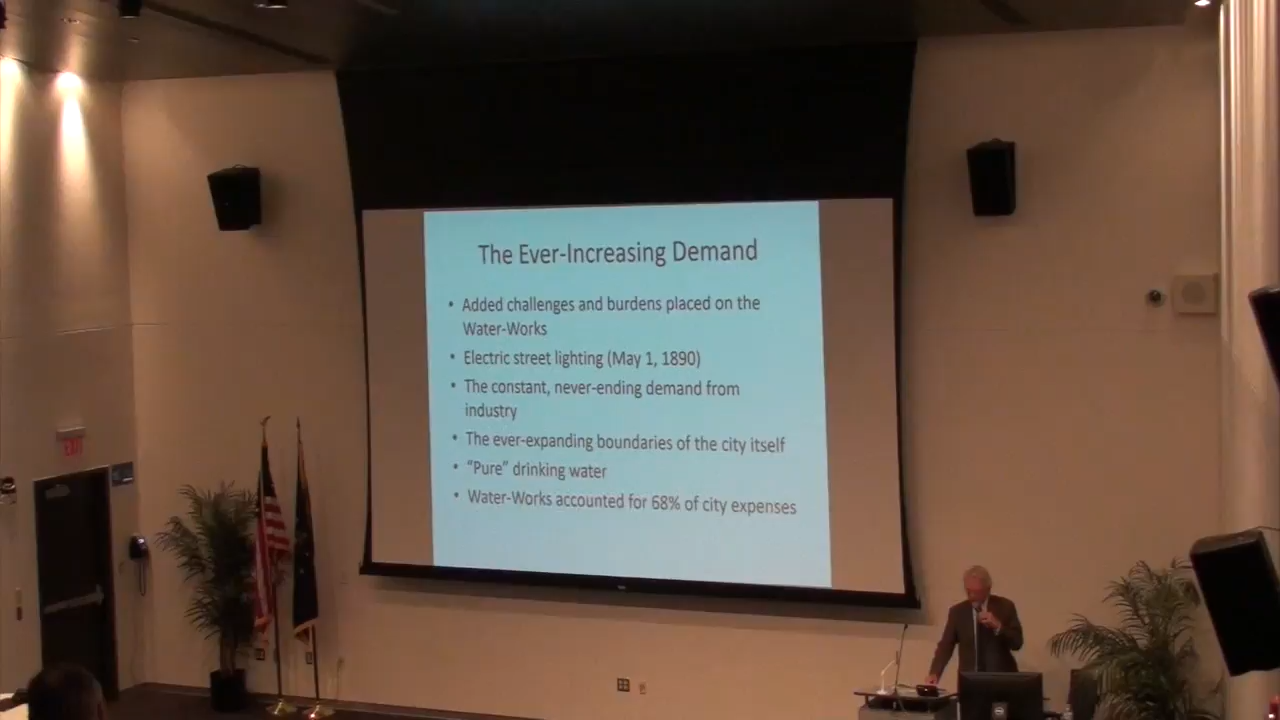 The Ever-Increasing Demand
• Added challenges and burdens placed on the
Water-Works
• Electric street lighting (May 1, 1890)
• The constant, never-ending demand from
industry
• The ever-expanding boundaries of the city itself
• “Pure” drinking water
• Water-Works accounted for 68% of city expenses
EXIT